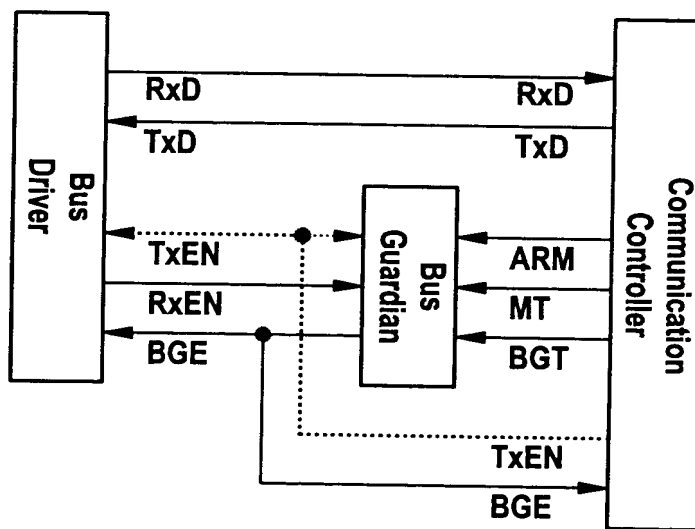 Bus
Driver
RxD
RxD
TxD
TxD
Communication
Controller
Bus
Guardian
TxEN
ARM
RxEN
MT
BGE
BGT
TxEN
BGE